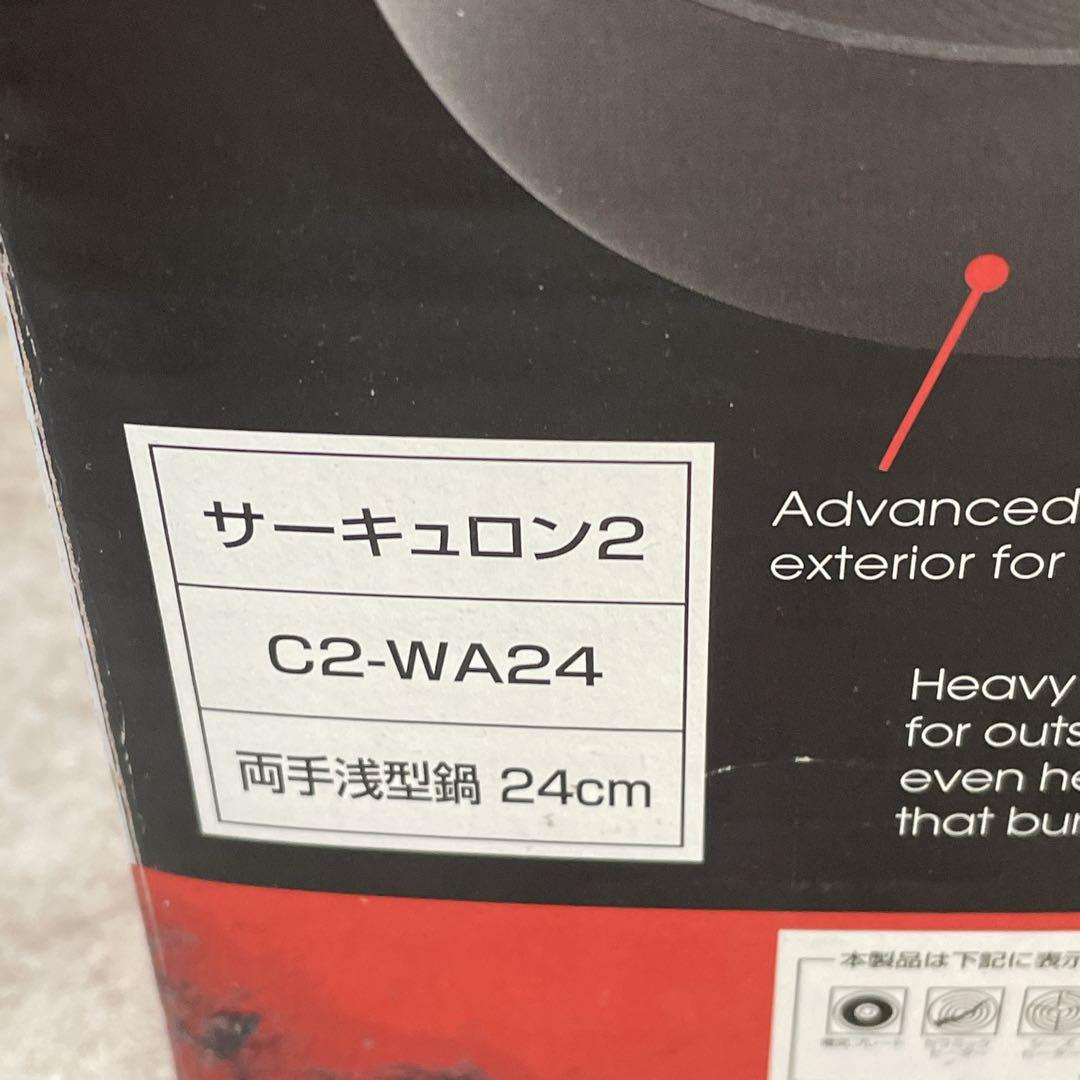 サーキュロン2
C2-WA24
両手浅型鍋 24cm
Advanced
exterior for
Heavy
for outs
even he
that bur
本製品は下記に表示